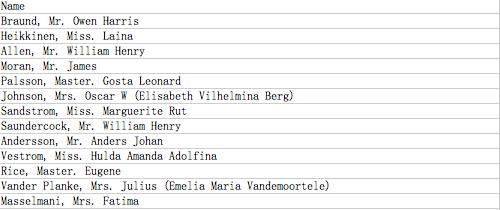 Name
Braund, Mr. Owen Harris
Heikkinen, Miss. Laina
Allen, Mr. William Henry
Moran, Mr. James
Palsson, Master. Gosta Leonard
Johnson, Mrs. Oscar W (Elisabeth Vilhelmina Berg)
Sandstrom, Miss. Marguerite Rut
Saundercock, Mr. William Henry
Andersson, Mr. Anders Johan
Vestrom, Miss. Hulda Amanda Adolfina
Rice, Master. Eugene
Vander Planke, Mrs. Julius (Emelia Maria Vandemoortele)
Masselmani, Mrs. Fatima